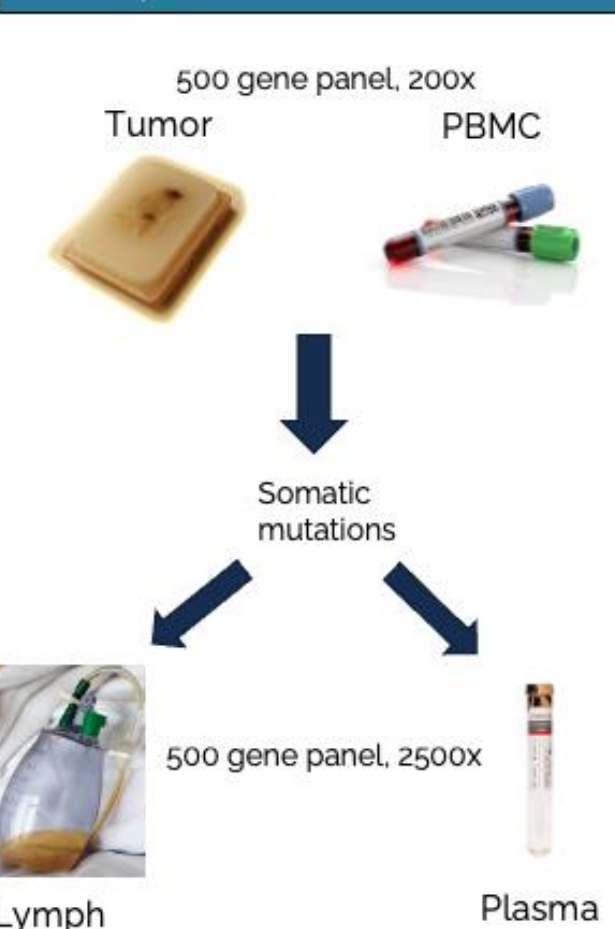 500 gene panel, 200x
Tumor
PBMC
Somatic
mutations
500 gene panel, 2500x
Lymph
Plasma